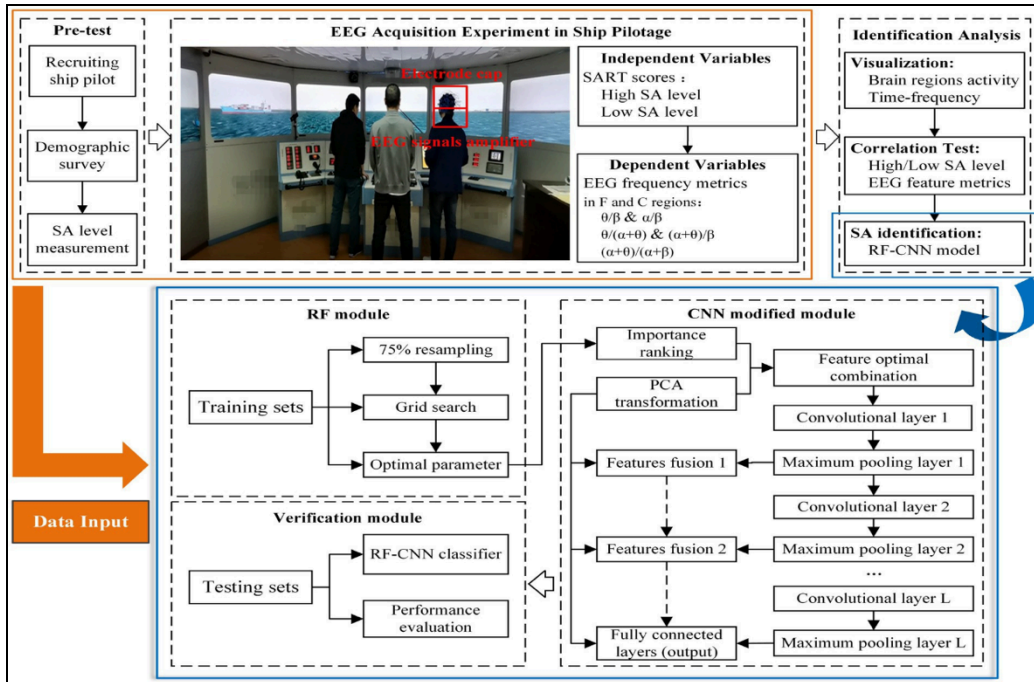 Pre-test
Recruiting
ship pilot
Demographic
survey
SA level
measurement
EEG Acquisition Experiment in Ship Pilotage
Electrode cap
EEG signals amplifier
Independent Variables
SART scores：
High SA level
Low SA level
Dependent Variables
EEG frequency metrics
in F and C regions：
θ/β & α/β
θ/(α+θ) & (α+θ)/β
(α+θ)/(α+β)
Identification Analysis
Visualization:
Brain regions activity
Time-frequency
Correlation Test:
High/Low SA level
EEG feature metrics
SA identification:
RF-CNN model
Data Input
RF module
Training sets
75% resampling
Grid search
Optimal parameter
Verification module
Testing sets
RF-CNN classifier
Performance
evaluation
CNN modified module
Importance
ranking
PCA
transformation
Feature optimal
combination
Convolutional layer 1
Features fusion 1
Maximum pooling layer 1
Convolutional layer 2
Features fusion 2
Maximum pooling layer 2
...
Convolutional layer L
Fully connected
layers (output)
Maximum pooling layer L